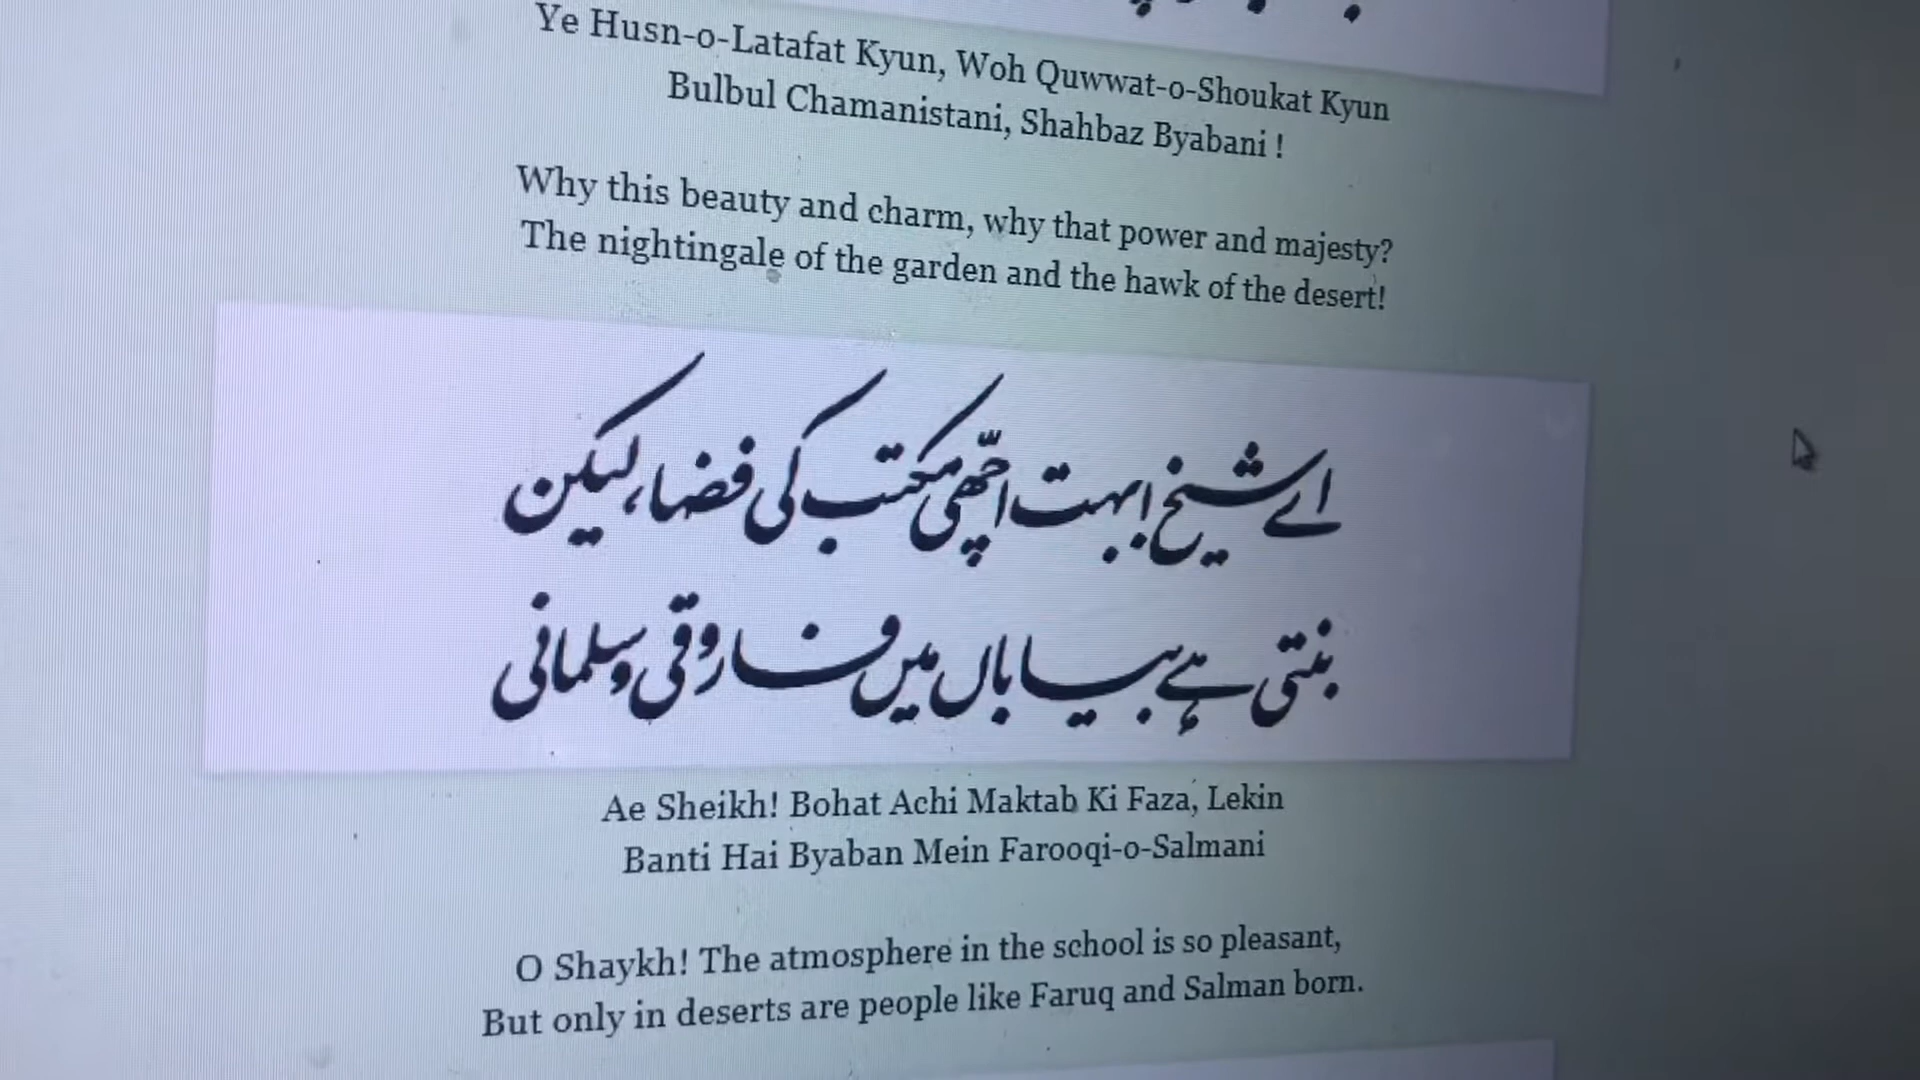 Ye Husn-o-Latafat Kyun, Woh Quwwat-o-Shoukat Kyun
Bulbul Chamanistani, Shahbaz Byabani !
Why this beauty and charm, why that power and majesty?
The nightingale of the garden and the hawk of the desert!
اے شیخ! بہت اچھّی مکتب کی فضا، لیکن
بنتی ہے بیاباں میں فاروقی و سلمانی
Ae Sheikh! Bohat Achi Maktab Ki Faza, Lekin
Banti Hai Byaban Mein Farooqi-o-Salmani
O Shaykh! The atmosphere in the school is so pleasant,
But only in deserts are people like Faruq and Salman born.